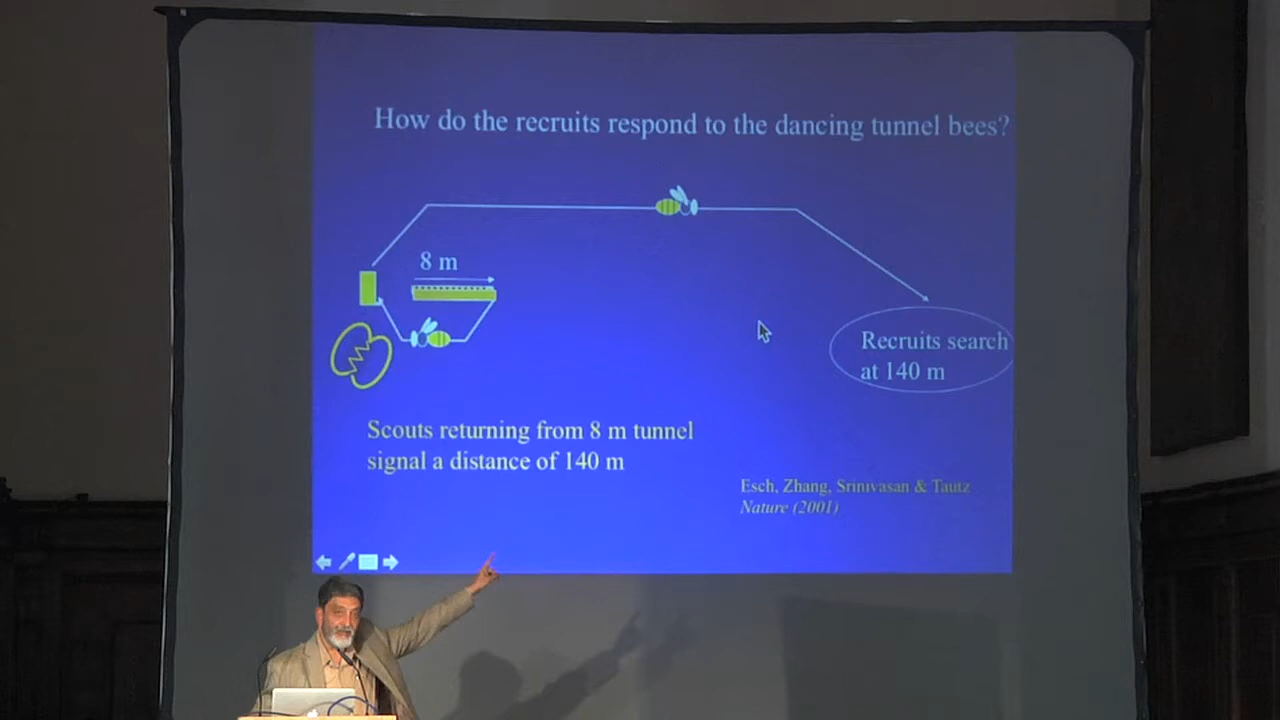 How do the recruits respond to the dancing tunnel bees?
8 m
Recruits search
at 140 m
Scouts returning from 8 m tunnel
signal a distance of 140 m
Esch, Zhang, Srinivasan & Tautz
Nature (2001)